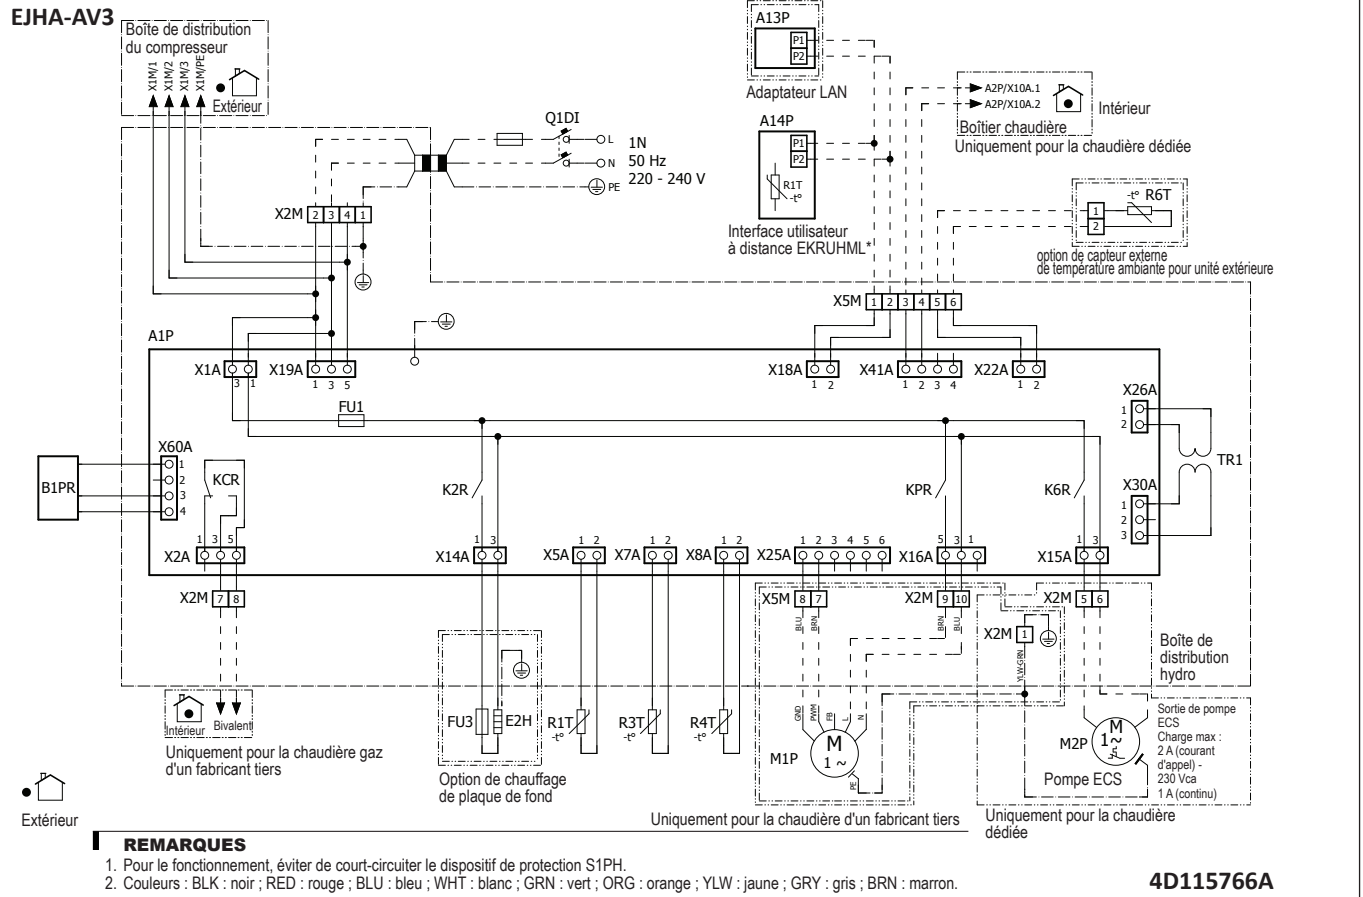 EJHA-AV3
Boîte de distribution
du compresseur
X1M/1
X1M/2
X1M/3
X1M/PE
Extérieur
A13P
P1
P2
Adaptateur LAN
A14P
P1
P2
R1T
-t°
Interface utilisateur
à distance EKRUHML*
A2P/X10A.1
A2P/X10A.2
Intérieur
Boîtier chaudière
Uniquement pour la chaudière dédiée
-t° R6T
1
2
option de capteur externe
de température ambiante pour unité extérieure
Q1DI
L
N
PE
1N
50 Hz
220 - 240 V
X2M 2 3 4 1
X5M 1 2 3 4 5 6
A1P
X1A
3 1
X19A
1 3 5
X18A
1 2
X41A
1 2 3 4
X22A
1 2
X26A
1
2
TR1
X30A
1
2
3
FU1
X60A
1
2
3
4
B1PR
KCR
K2R
KPR
K6R
1 3 5
X2A
1 3
X14A
1 2
X5A
1 2
X7A
1 2
X8A
1 2 3 4 5 6
X25A
5 3 1
X16A
1 3
X15A
X2M 7 8
X5M 8 7
X2M 9 10
X2M 5 6
BLU
BRN
BRN
BLU
X2M 1
YLW-GRN
Boîte de
distribution
hydro
Intérieur
Bivalent
Uniquement pour la chaudière gaz
d'un fabricant tiers
FU3
E2H
Option de chauffage
de plaque de fond
R1T
-t°
R3T
-t°
R4T
-t°
GND
PWM
FB
L
N
M1P
M
1 ~
PE
M2P
M
1~
Pompe ECS
Sortie de pompe
ECS
Charge max :
2 A (courant
d'appel) -
230 Vca
1 A (continu)
Uniquement pour la chaudière d'un fabricant tiers
Uniquement pour la chaudière
dédiée
Extérieur
REMARQUES
1. Pour le fonctionnement, éviter de court-circuiter le dispositif de protection S1PH.
2. Couleurs : BLK : noir ; RED : rouge ; BLU : bleu ; WHT : blanc ; GRN : vert ; ORG : orange ; YLW : jaune ; GRY : gris ; BRN : marron.
4D115766A